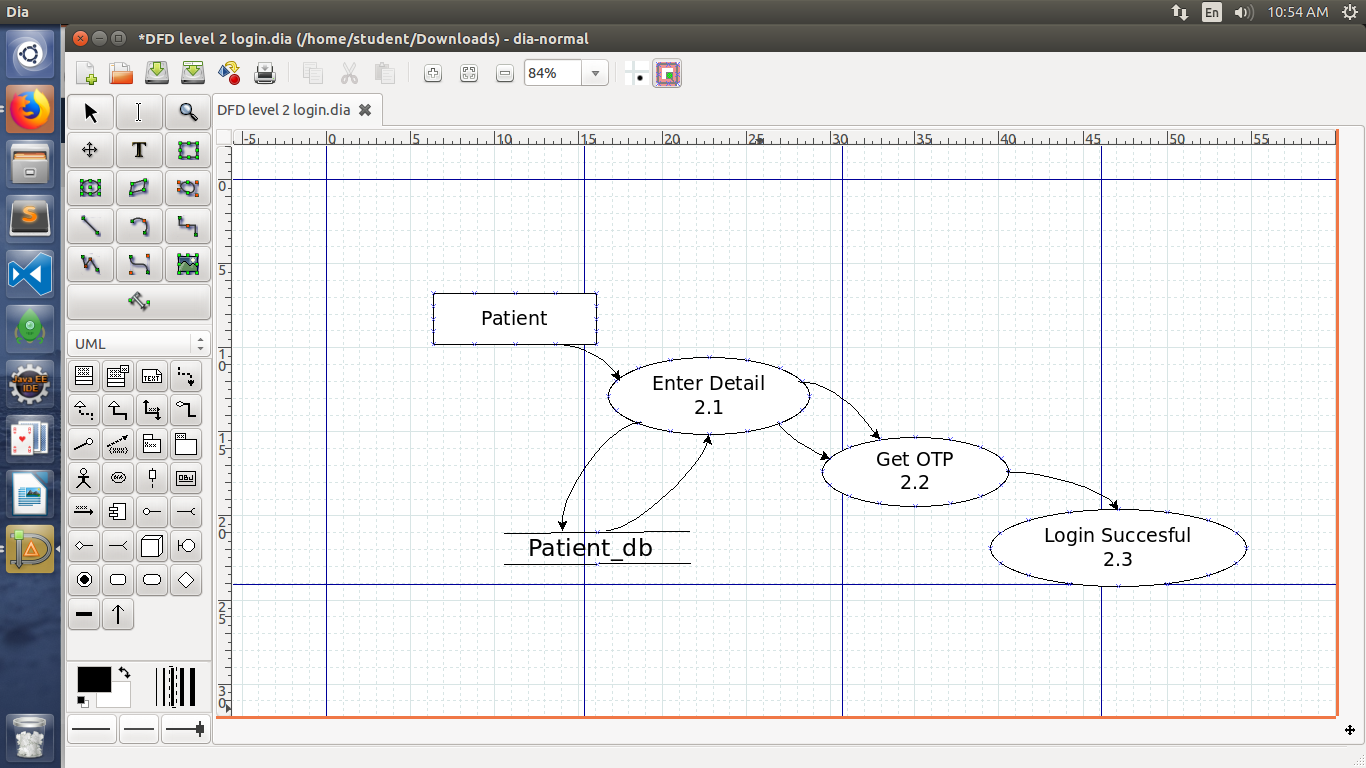 Dia
En
10:54 AM
*DFD level 2 login.dia (/home/student/Downloads) - dia-normal
84%
DFD level 2 login.dia
-5 0 5 10 15 20 25 30 35 40 45 50 55
0
5
10
15
20
25
30
T
S
Java EE
IDE
UML
TEXT
OBJ
Patient
Enter Detail
2.1
Get OTP
2.2
Patient_db
Login Succesful
2.3